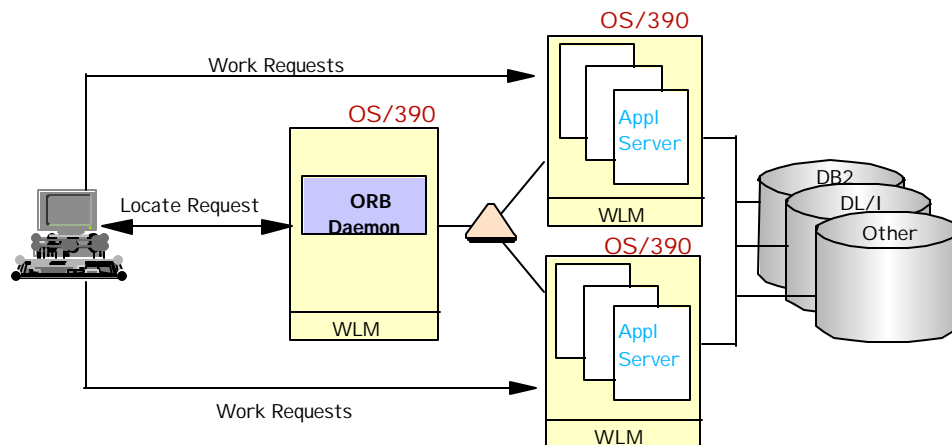 OS/390
Work Requests
OS/390
Appl
Server
DB2
DL/I
Other
ORB
Daemon
Locate Request
WLM
OS/390
WLM
Appl
Server
Work Requests
WLM